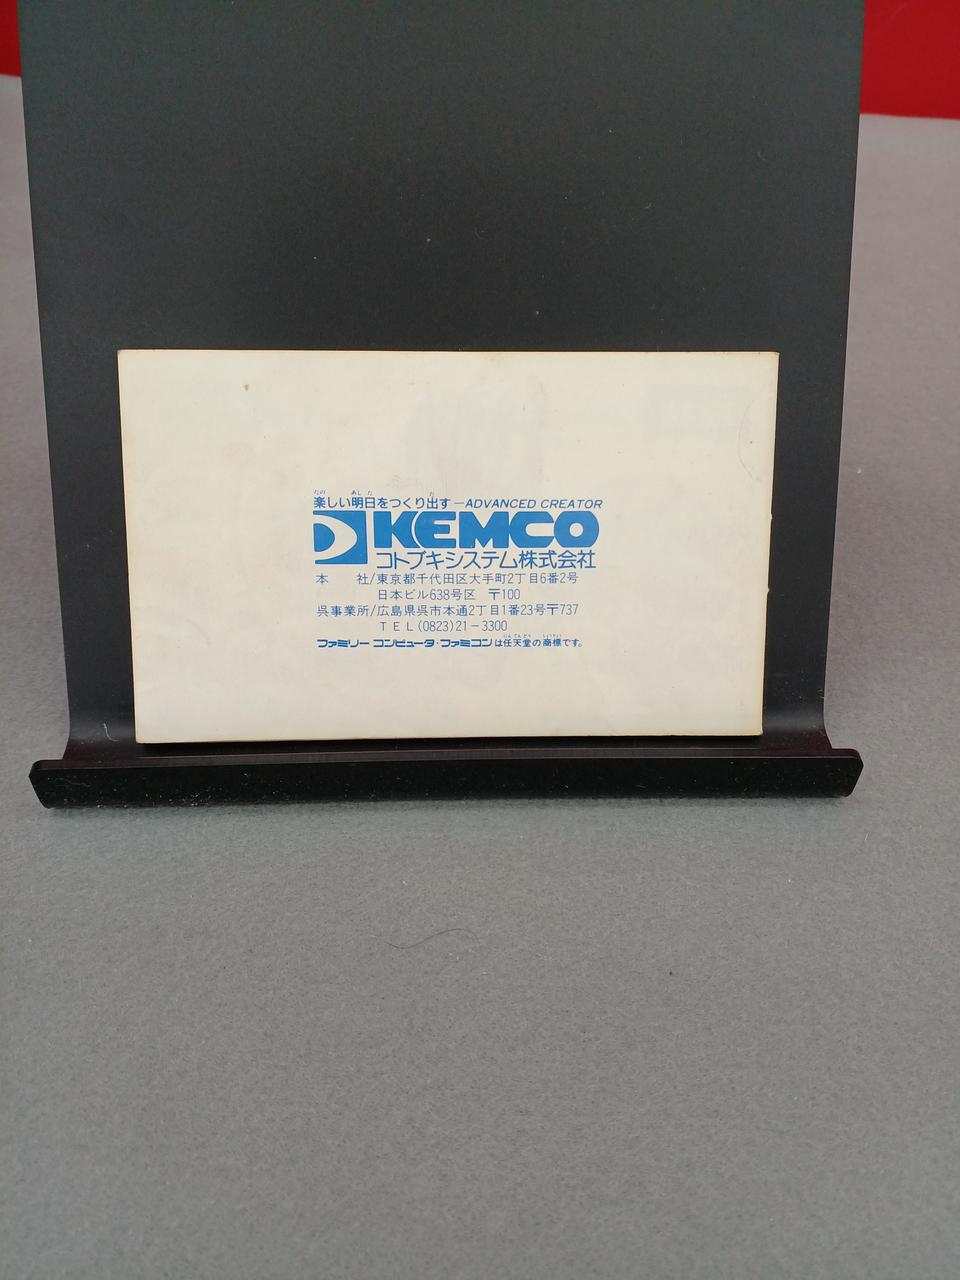 楽しい明日をつくり出す—ADVANCED CREATOR
KEMCO
コトブキシステム株式会社
本 社/東京都千代田区大手町2丁目6番2号
日本ビル638号区 〒100
呉事業所/広島県呉市本通2丁目1番23号〒737
TEL(0823)21-3300
ファミリー コンピュータ・ファミコンは任天堂の商標です。